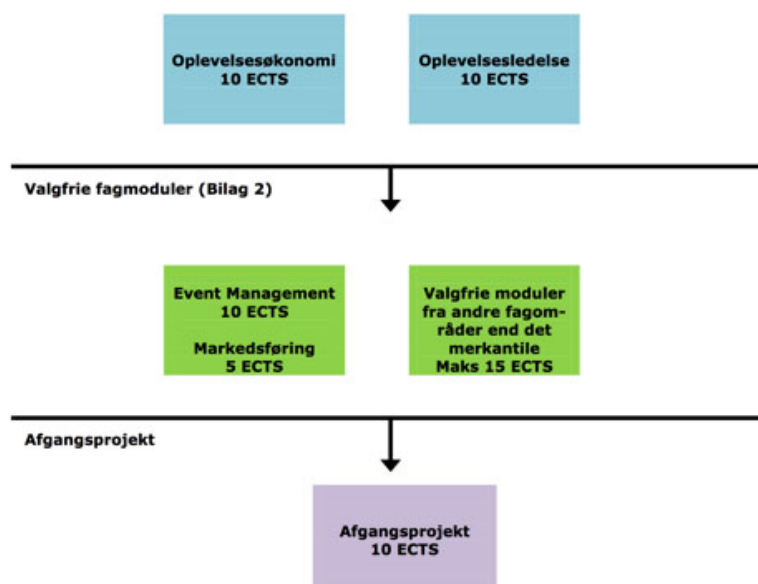 Oplevelsesøkonomi
10 ECTS
Oplevelsesledelse
10 ECTS
Valgfrie fagmoduler (Bilag 2)
Event Management
10 ECTS
Markedsføring
5 ECTS
Valgfrie moduler
fra andre fagom-
råder end det
merkantile
Maks 15 ECTS
Afgangsprojekt
Afgangsprojekt
10 ECTS